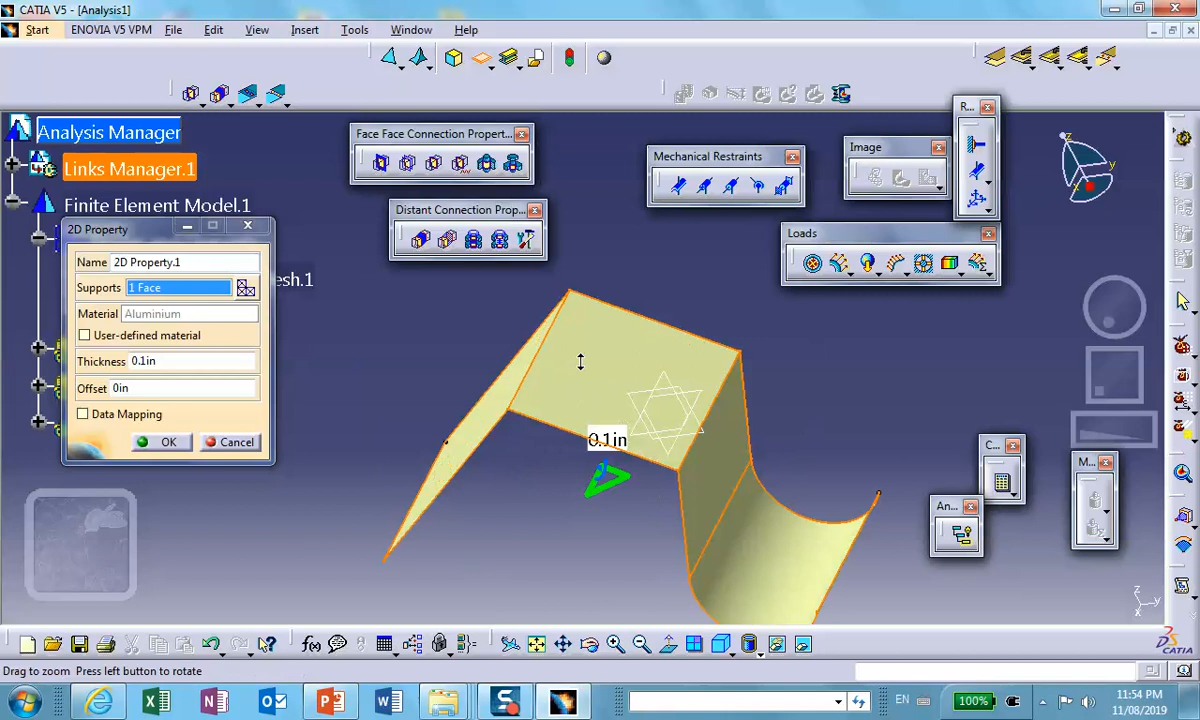 CATIA V5 - [Analysis1]
Start ENOVIA V5 VPM File Edit View Insert Tools Window Help
Face Face Connection Propert...
Mechanical Restraints
Image
R...
Analysis Manager
Links Manager.1
Finite Element Model.1
Distant Connection Prop...
Loads
2D Property
Name 2D Property.1
Supports 1 Face
esh.1
Material Aluminium
User-defined material
Thickness 0.1in
Offset 0in
Data Mapping
OK Cancel
0.1in
C...
M...
An...
z
y
x
z
y
x
f(x)
CATIA
Drag to zoom Press left button to rotate
EN
100%
11:54 PM
11/08/2019